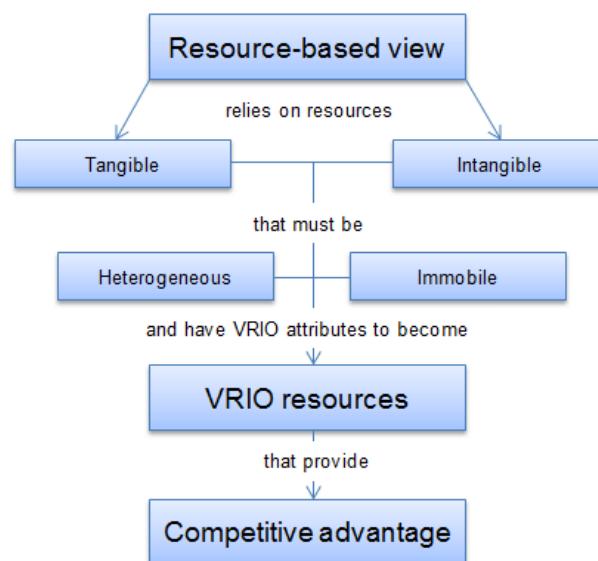 Resource-based view
relies on resources
Tangible
Intangible
that must be
Heterogeneous
Immobile
and have VRIO attributes to become
VRIO resources
that provide
Competitive advantage